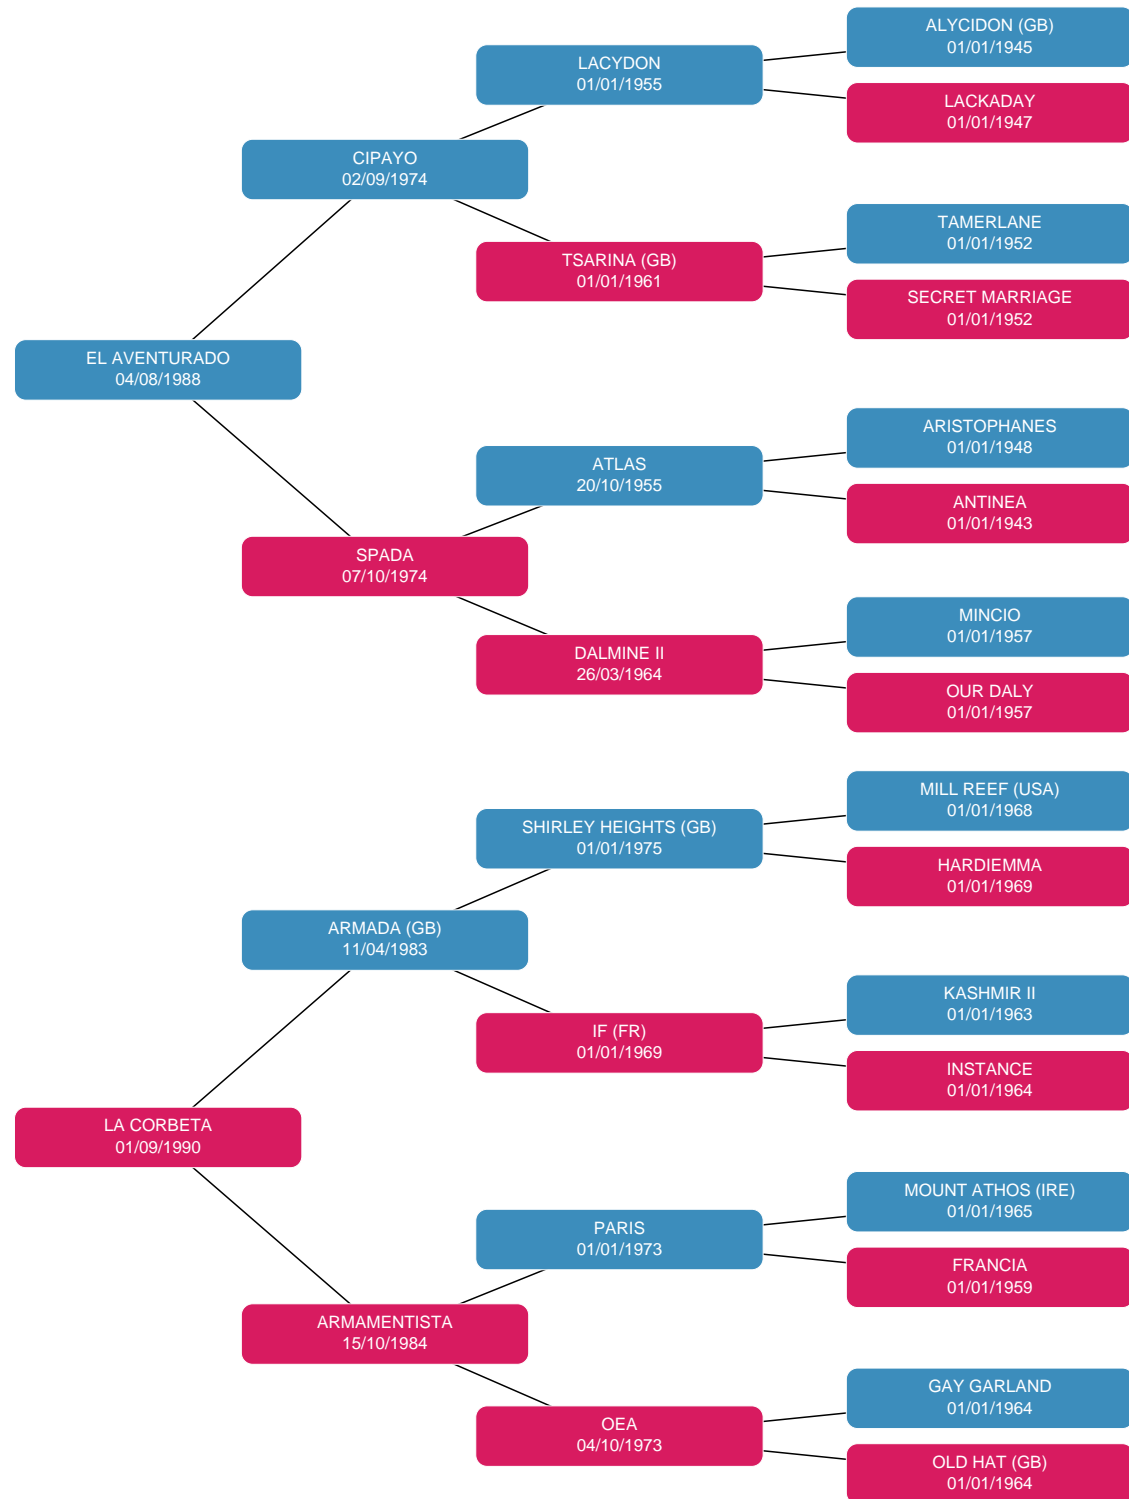 ALYCIDON (GB)
01/01/1945
LACYDON
01/01/1955
LACKADAY
01/01/1947
CIPAYO
02/09/1974
TAMERLANE
01/01/1952
TSARINA (GB)
01/01/1961
SECRET MARRIAGE
01/01/1952
EL AVENTURADO
04/08/1988
ARISTOPHANES
01/01/1948
ATLAS
20/10/1955
ANTINEA
01/01/1943
SPADA
07/10/1974
MINCIO
01/01/1957
DALMINE II
26/03/1964
OUR DALY
01/01/1957
MILL REEF (USA)
01/01/1968
SHIRLEY HEIGHTS (GB)
01/01/1975
HARDIEMMA
01/01/1969
ARMADA (GB)
11/04/1983
KASHMIR II
01/01/1963
IF (FR)
01/01/1969
INSTANCE
01/01/1964
LA CORBETA
01/09/1990
MOUNT ATHOS (IRE)
01/01/1965
PARIS
01/01/1973
FRANCIA
01/01/1959
ARMAMENTISTA
15/10/1984
GAY GARLAND
01/01/1964
OEA
04/10/1973
OLD HAT (GB)
01/01/1964